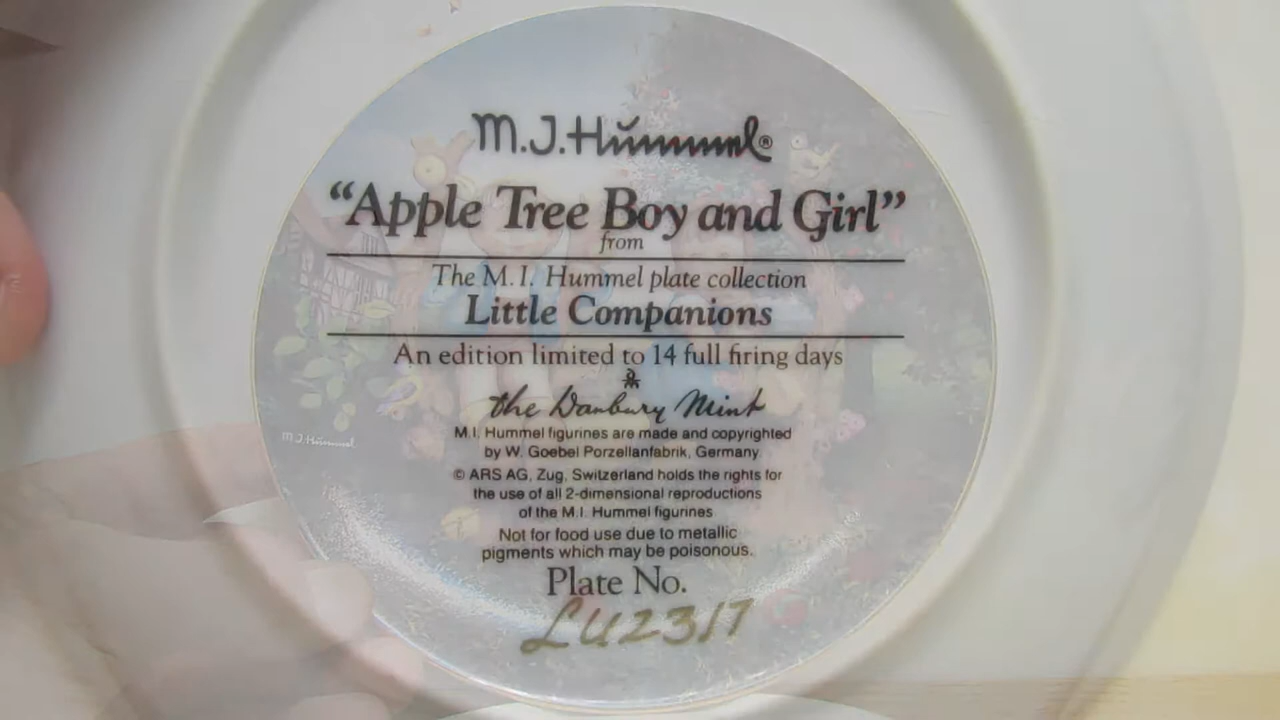 M.J.Hummel®
“Apple Tree Boy and Girl”
from
The M.I. Hummel plate collection
Little Companions
An edition limited to 14 full firing days
the Danbury Mint
M.I. Hummel figurines are made and copyrighted
by W. Goebel Porzellanfabrik, Germany
© ARS AG, Zug, Switzerland holds the rights for
the use of all 2-dimensional reproductions
of the M.I. Hummel figurines
Not for food use due to metallic
pigments which may be poisonous.
Plate No.
LU2317
M.J.Hummel